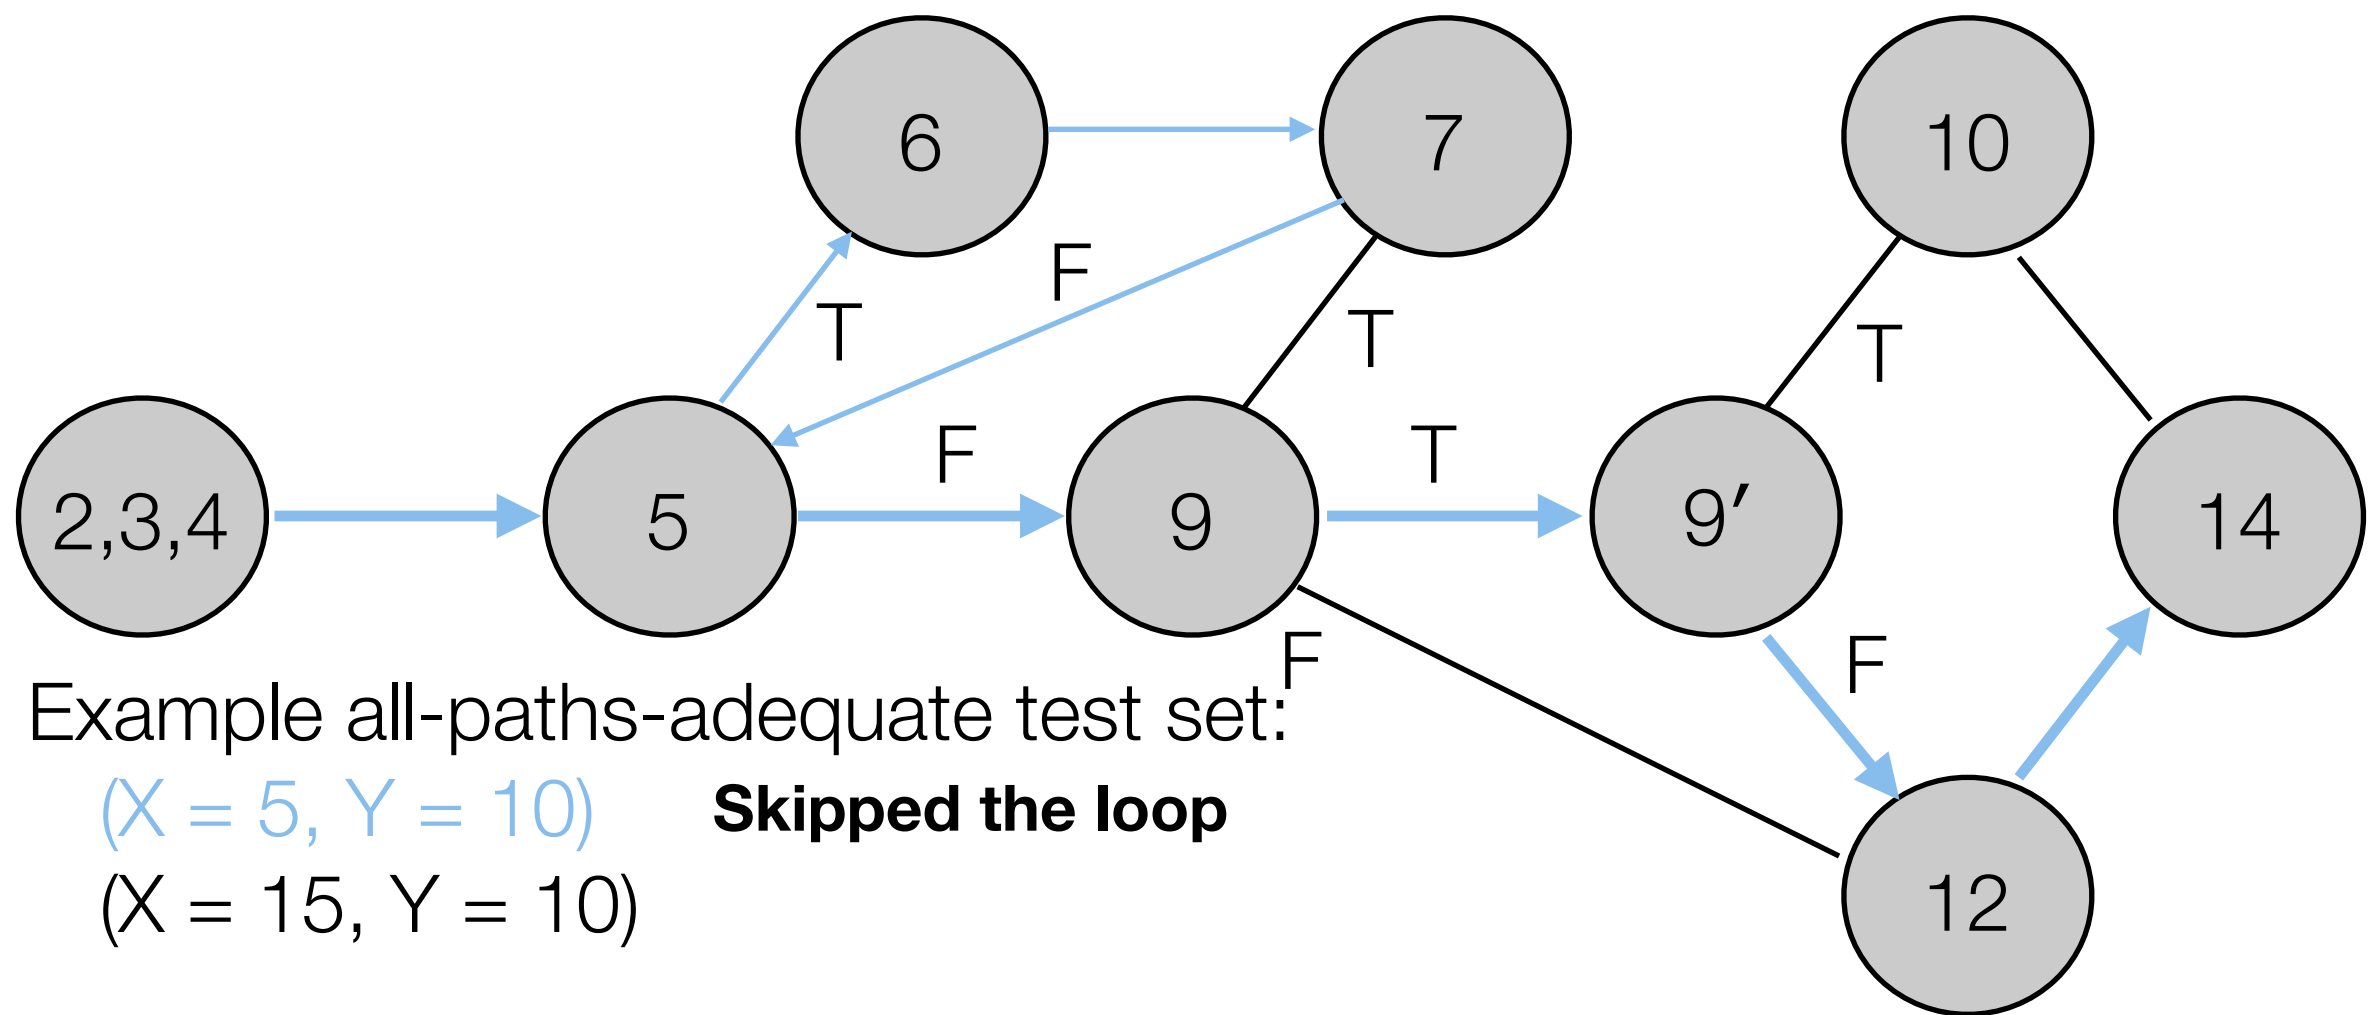 6
7
10
F
T
T
T
F
T
2,3,4
5
9
9′
14
F
F
Example all-paths-adequate test set:
(X = 5, Y = 10)
Skipped the loop
(X = 15, Y = 10)
12